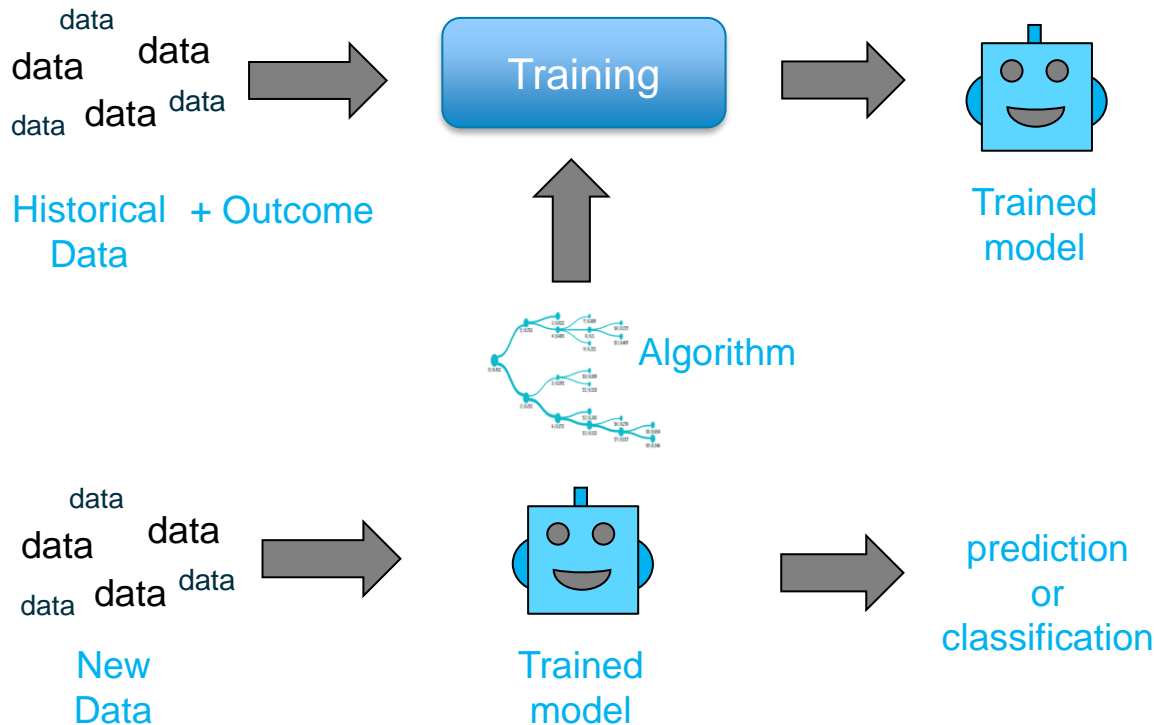 data
data
data
data
data
data
Training
Historical + Outcome
Data
Trained
model
Algorithm
data
data
data
data
data
data
New
Data
Trained
model
prediction
or
classification